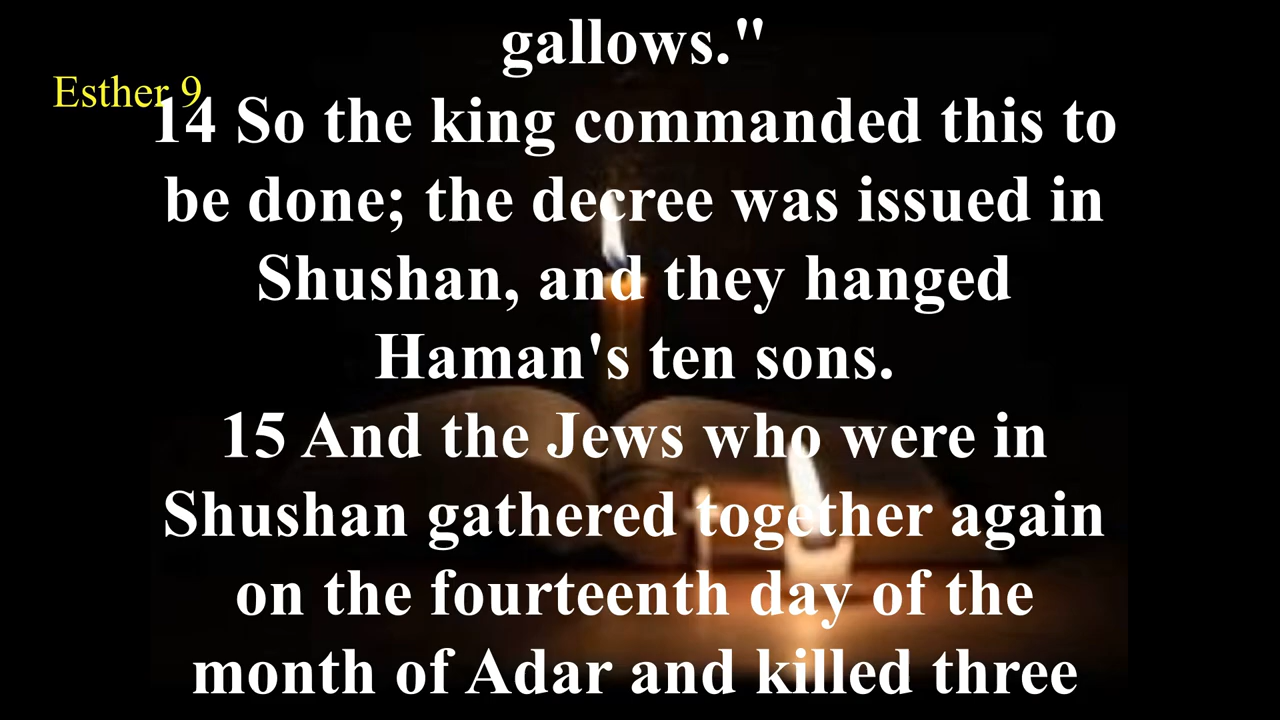 gallows."
Esther 9
14 So the king commanded this to
be done; the decree was issued in
Shushan, and they hanged
Haman's ten sons.
15 And the Jews who were in
Shushan gathered together again
on the fourteenth day of the
month of Adar and killed three